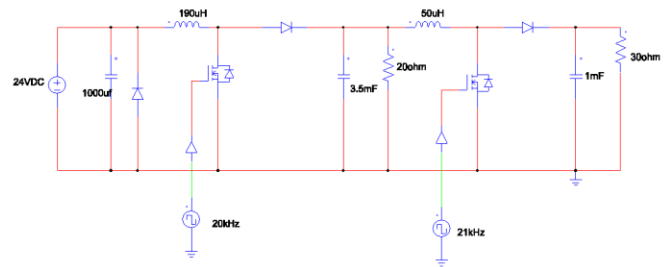 190uH
50uH
24VDC
1000uf
3.5mF
20ohm
1mF
30ohm
20kHz
21kHz